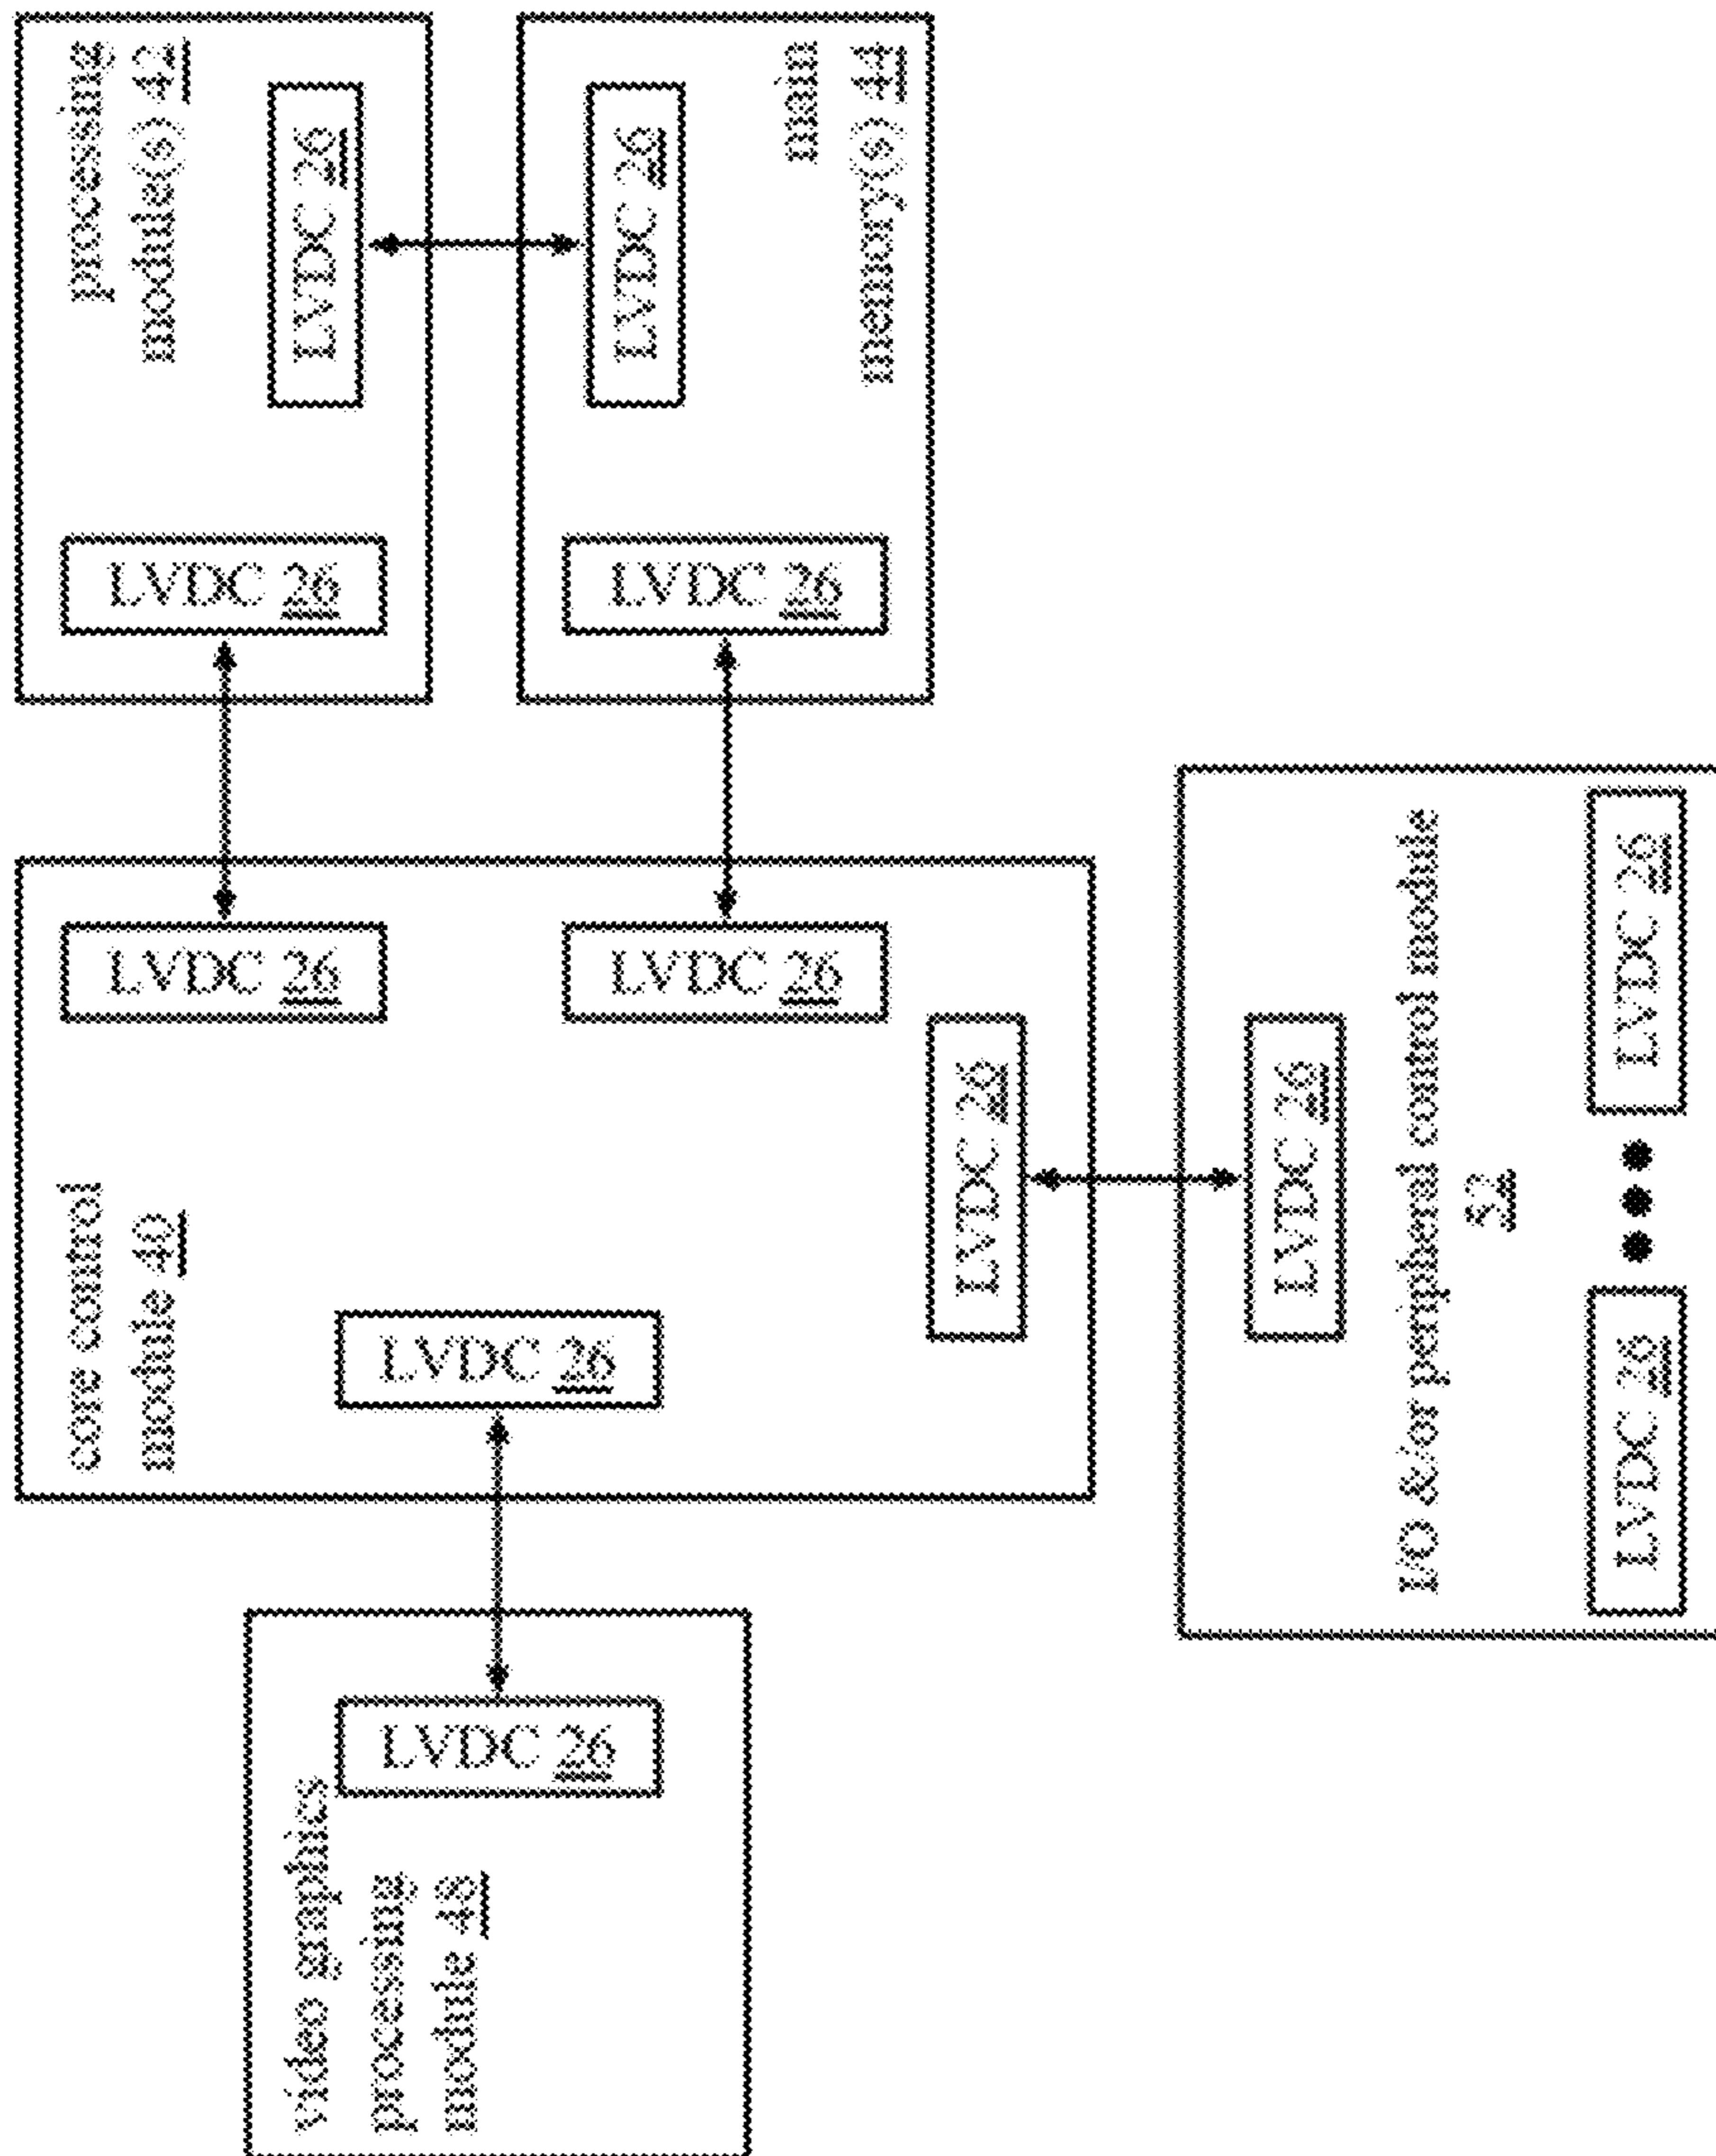 video graphics
processing
module 48
LVDC 26
core control
module 40
LVDC 26
LVDC 26
LVDC 26
LVDC 26
processing
module(s) 42
LVDC 26
LVDC 26
LVDC 26
LVDC 26
main
memory(s) 44
LVDC 26
I/O &/or peripheral control module
52
LVDC 26
LVDC 26